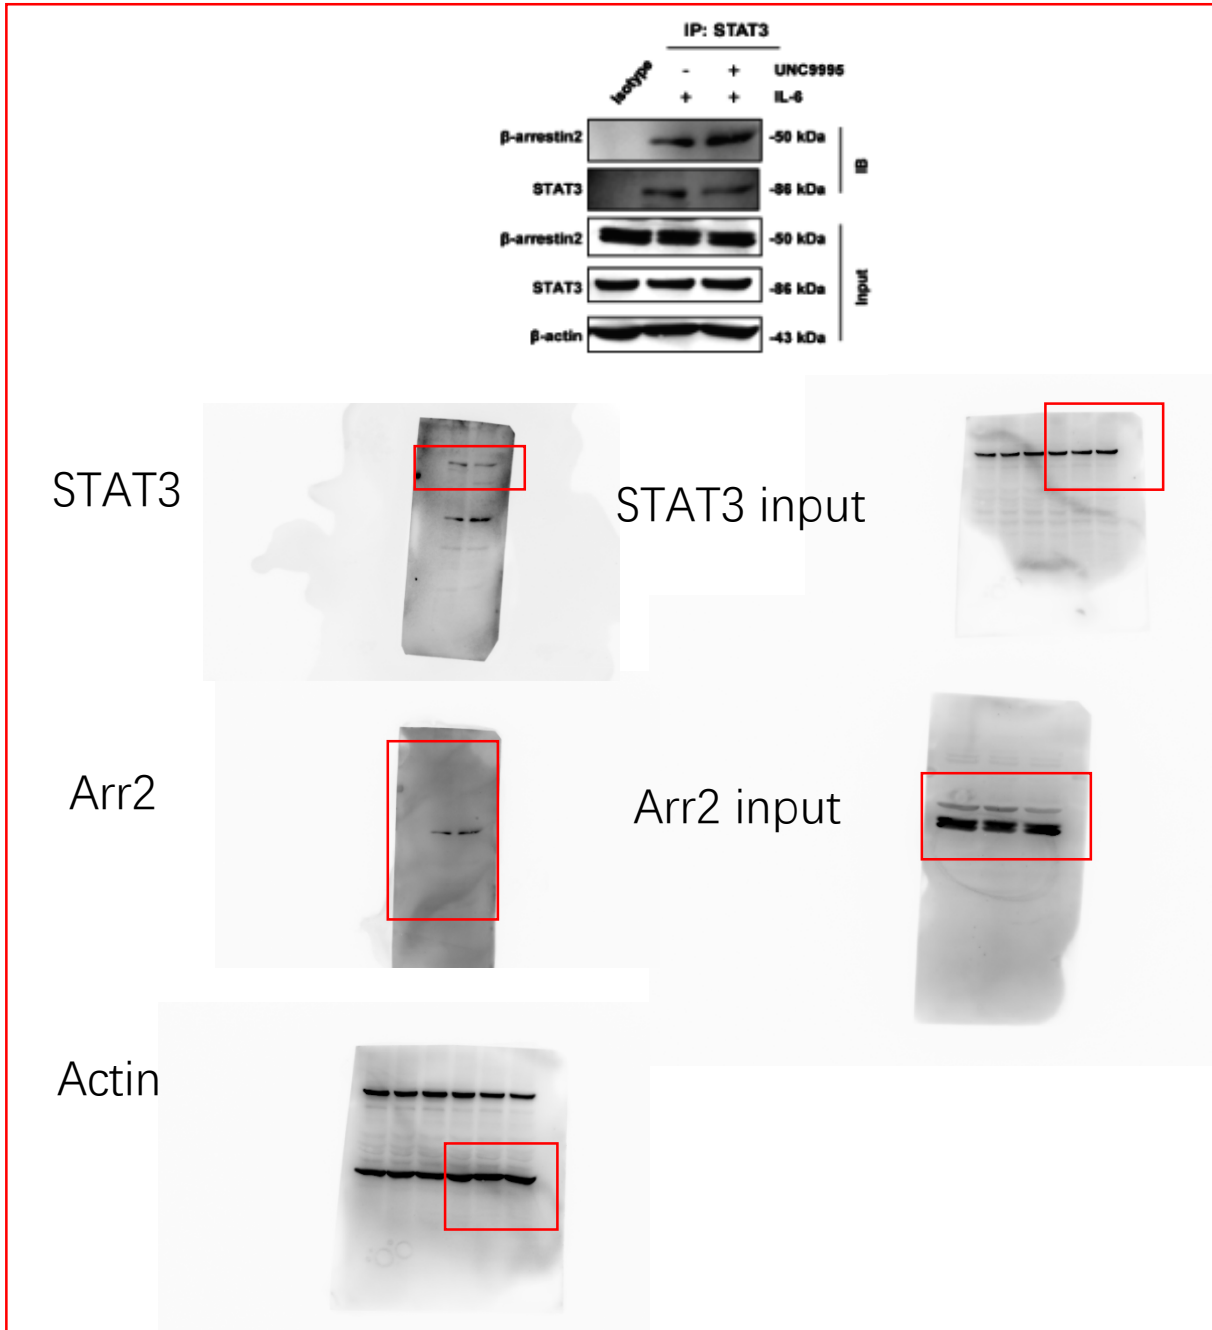 IP: STAT3
- + UNC9995
Isotype + + IL-6
β-arrestin2 -50 kDa
STAT3 -86 kDa
IB
β-arrestin2 -50 kDa
STAT3 -86 kDa
β-actin -43 kDa
Input
STAT3
STAT3 input
Arr2
Arr2 input
Actin